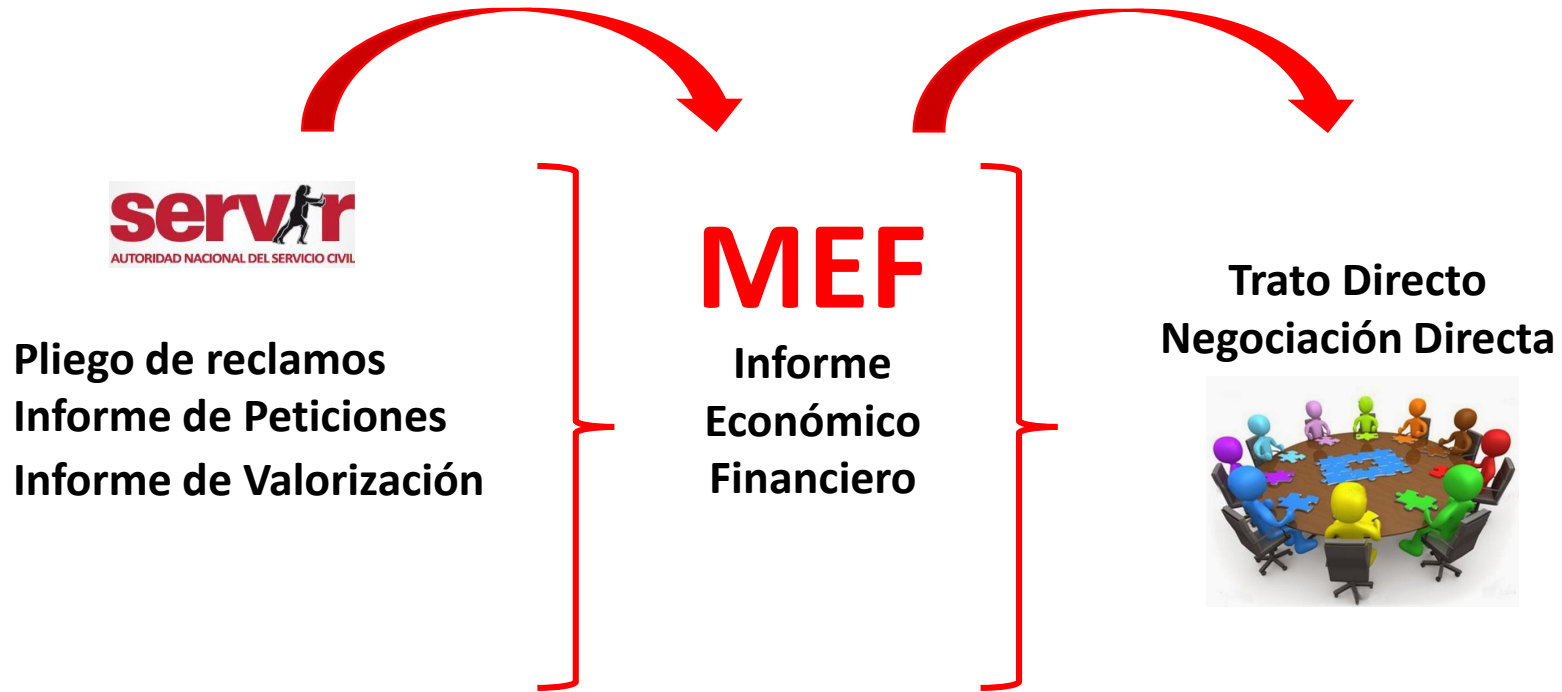 servir
AUTORIDAD NACIONAL DEL SERVICIO CIVIL
Pliego de reclamos
Informe de Peticiones
Informe de Valorización
MEF
Informe
Económico
Financiero
Trato Directo
Negociación Directa